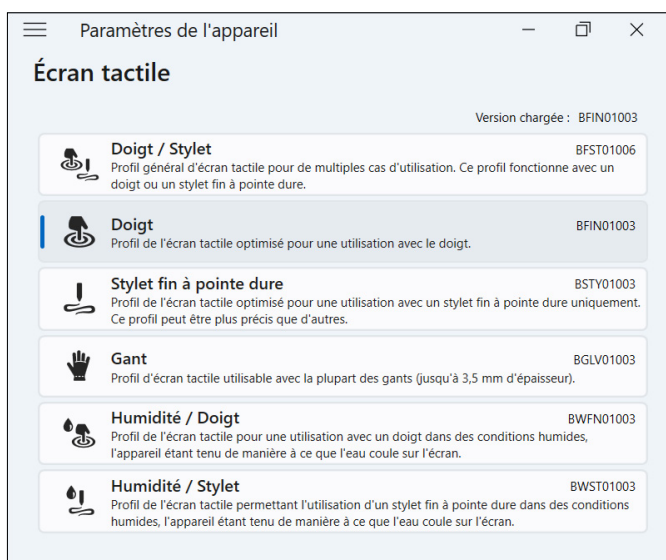 Paramètres de l'appareil
Écran tactile
Version chargée : BFIN01003
Doigt / Stylet BFST01006
Profil général d'écran tactile pour de multiples cas d'utilisation. Ce profil fonctionne avec un
doigt ou un stylet fin à pointe dure.
Doigt BFIN01003
Profil de l'écran tactile optimisé pour une utilisation avec le doigt.
Stylet fin à pointe dure BSTY01003
Profil de l'écran tactile optimisé pour une utilisation avec un stylet fin à pointe dure uniquement.
Ce profil peut être plus précis que d'autres.
Gant BGLV01003
Profil d'écran tactile utilisable avec la plupart des gants (jusqu'à 3,5 mm d'épaisseur).
Humidité / Doigt BWFN01003
Profil de l'écran tactile pour une utilisation avec un doigt dans des conditions humides,
l'appareil étant tenu de manière à ce que l'eau coule sur l'écran.
Humidité / Stylet BWST01003
Profil de l'écran tactile permettant l'utilisation d'un stylet fin à pointe dure dans des conditions
humides, l'appareil étant tenu de manière à ce que l'eau coule sur l'écran.